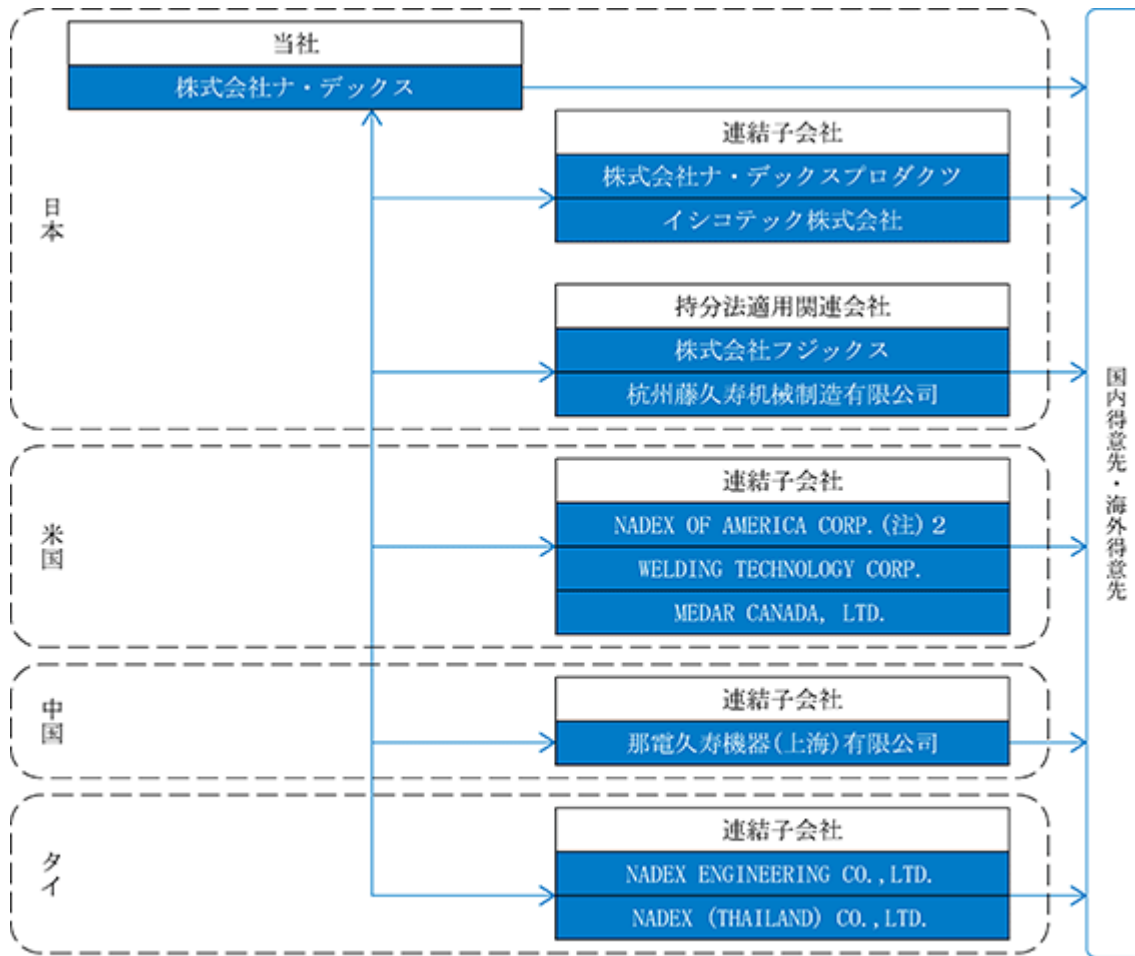 当社
株式会社ナ・デックス
日本
連結子会社
株式会社ナ・デックスプロダクツ
イシコテック株式会社
持分法適用関連会社
株式会社フジックス
杭州藤久寿机械制造有限公司
米国
連結子会社
NADEX OF AMERICA CORP.(注)２
WELDING TECHNOLOGY CORP.
MEDAR CANADA, LTD.
中国
連結子会社
那電久寿機器(上海)有限公司
タイ
連結子会社
NADEX ENGINEERING CO.,LTD.
NADEX (THAILAND) CO.,LTD.
国内得意先・海外得意先